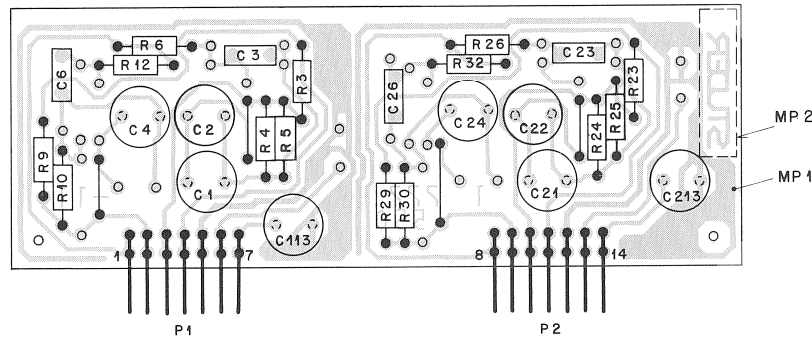 R 6
R 12
C 3
R 3
C 6
C 4
C 2
R 4
R 5
R 9
R 10
C 1
C 113
1
7
P1
R 26
R 32
C 23
R 23
C 26
C 24
C 22
R 24
R 25
R 29
R 30
C 21
C 213
8
14
P2
MP 2
MP 1